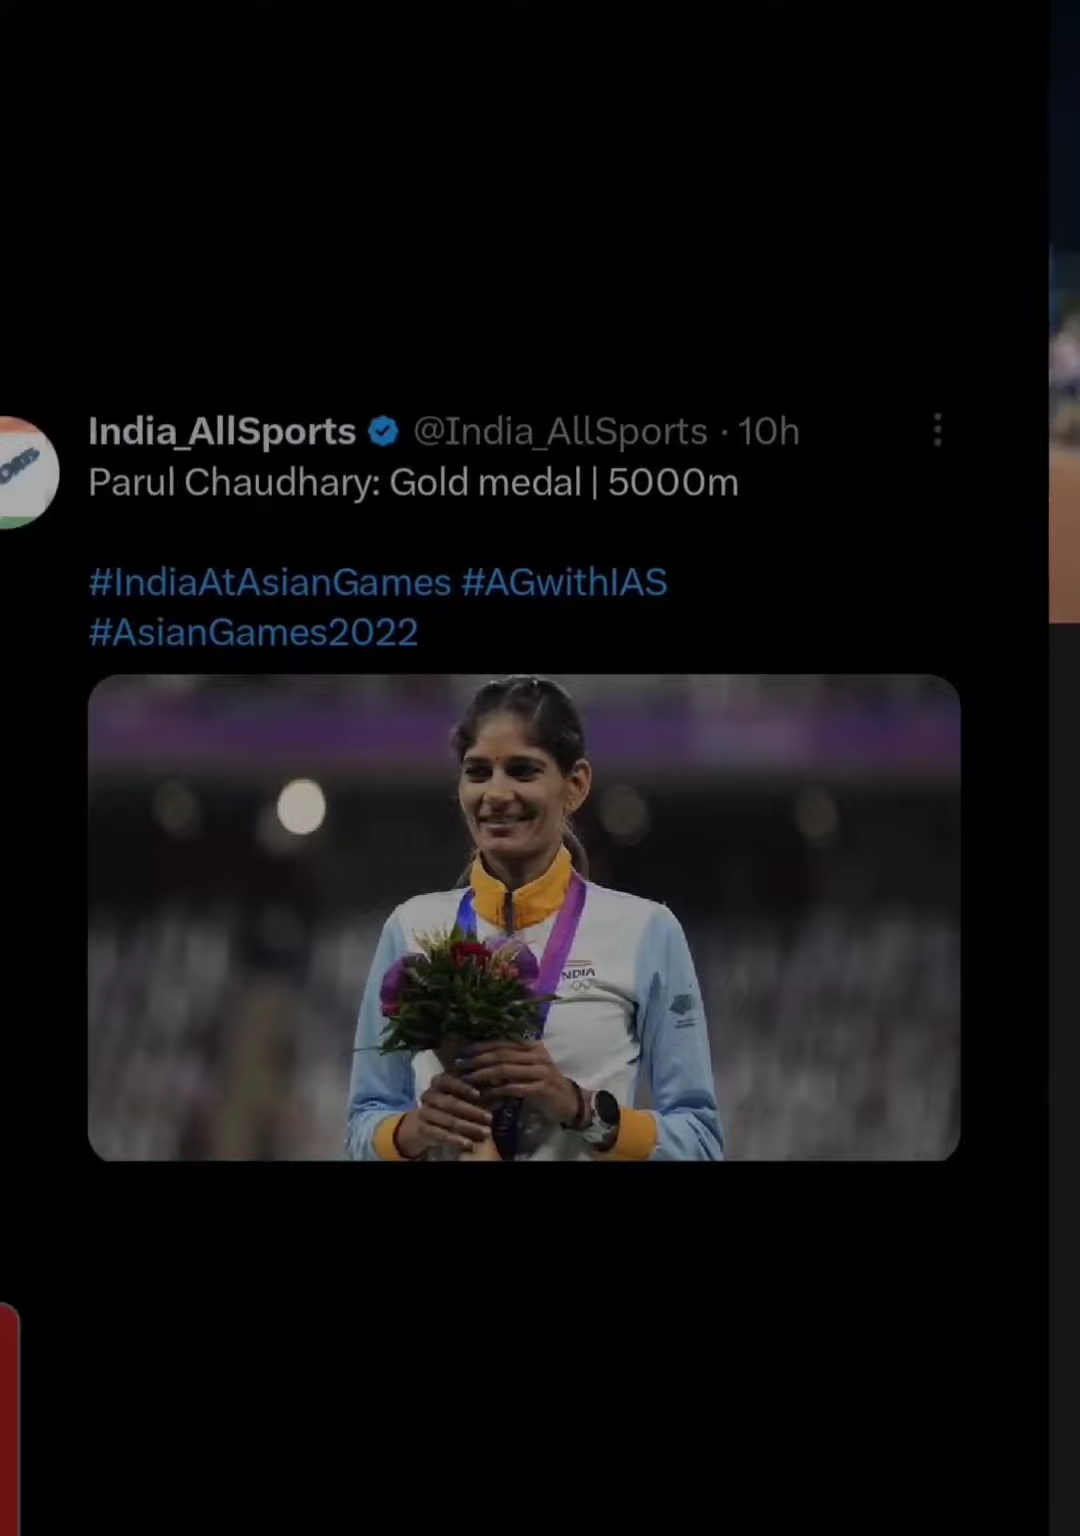 India_AllSports @India_AllSports · 10h
Parul Chaudhary: Gold medal | 5000m
#IndiaAtAsianGames #AGwithIAS
#AsianGames2022
INDIA